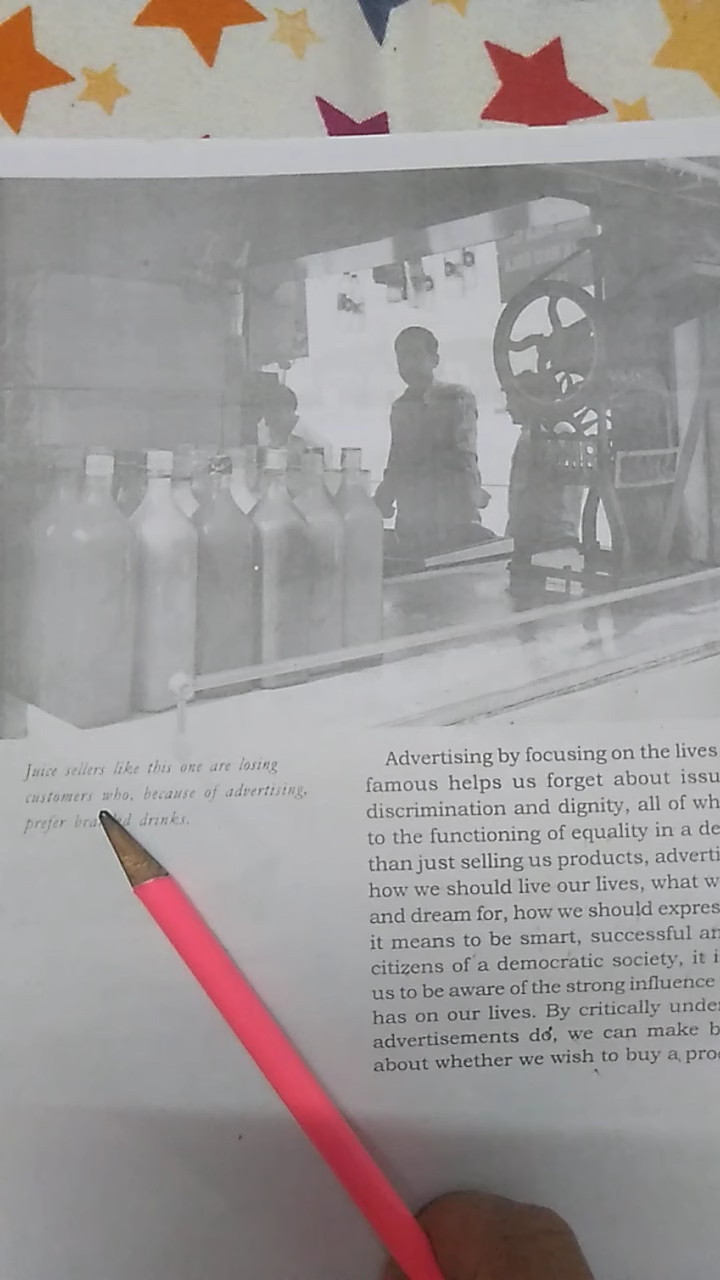 Juice sellers like this one are losing
customers who, because of advertising,
prefer drinks.
Advertising by focusing on the lives
famous helps us forget about issu
discrimination and dignity, all of wh
to the functioning of equality in a de
than just selling us products, adverti
how we should live our lives, what w
and dream for, how we should expres
it means to be smart, successful an
citizens of a democratic society, it i
us to be aware of the strong influence
has on our lives. By critically unde
advertisements do, we can make b
about whether we wish to buy a pro